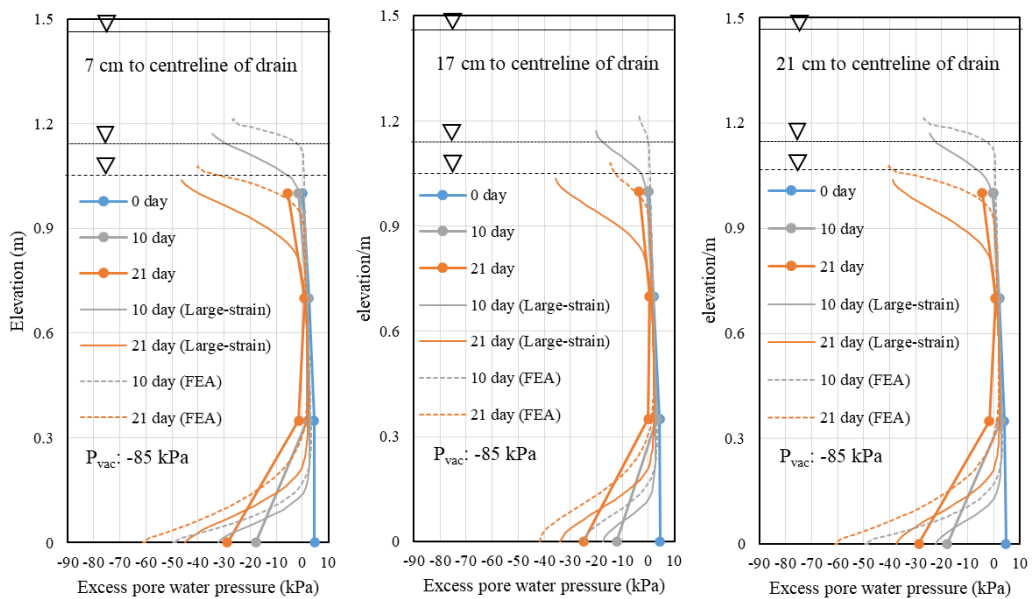 1.5
1.2
0.9
0.6
0.3
0
Elevation (m)
7 cm to centreline of drain
0 day
10 day
21 day
10 day (Large-strain)
21 day (Large-strain)
10 day (FEA)
21 day (FEA)
Pvac: -85 kPa
-90 -80 -70 -60 -50 -40 -30 -20 -10 0 10
Excess pore water pressure (kPa)
1.5
1.2
0.9
0.6
0.3
0
elevation/m
17 cm to centreline of drain
0 day
10 day
21 day
10 day (Large-strain)
21 day (Large-strain)
10 day (FEA)
21 day (FEA)
Pvac: -85 kPa
-90 -80 -70 -60 -50 -40 -30 -20 -10 0 10
Excess pore water pressure (kPa)
1.5
1.2
0.9
0.6
0.3
0
elevation/m
21 cm to centreline of drain
0 day
10 day
21 day
10 day (Large-strain)
21 day (Large-strain)
10 day (FEA)
21 day (FEA)
Pvac: -85 kPa
-90 -80 -70 -60 -50 -40 -30 -20 -10 0 10
Excess pore water pressure (kPa)